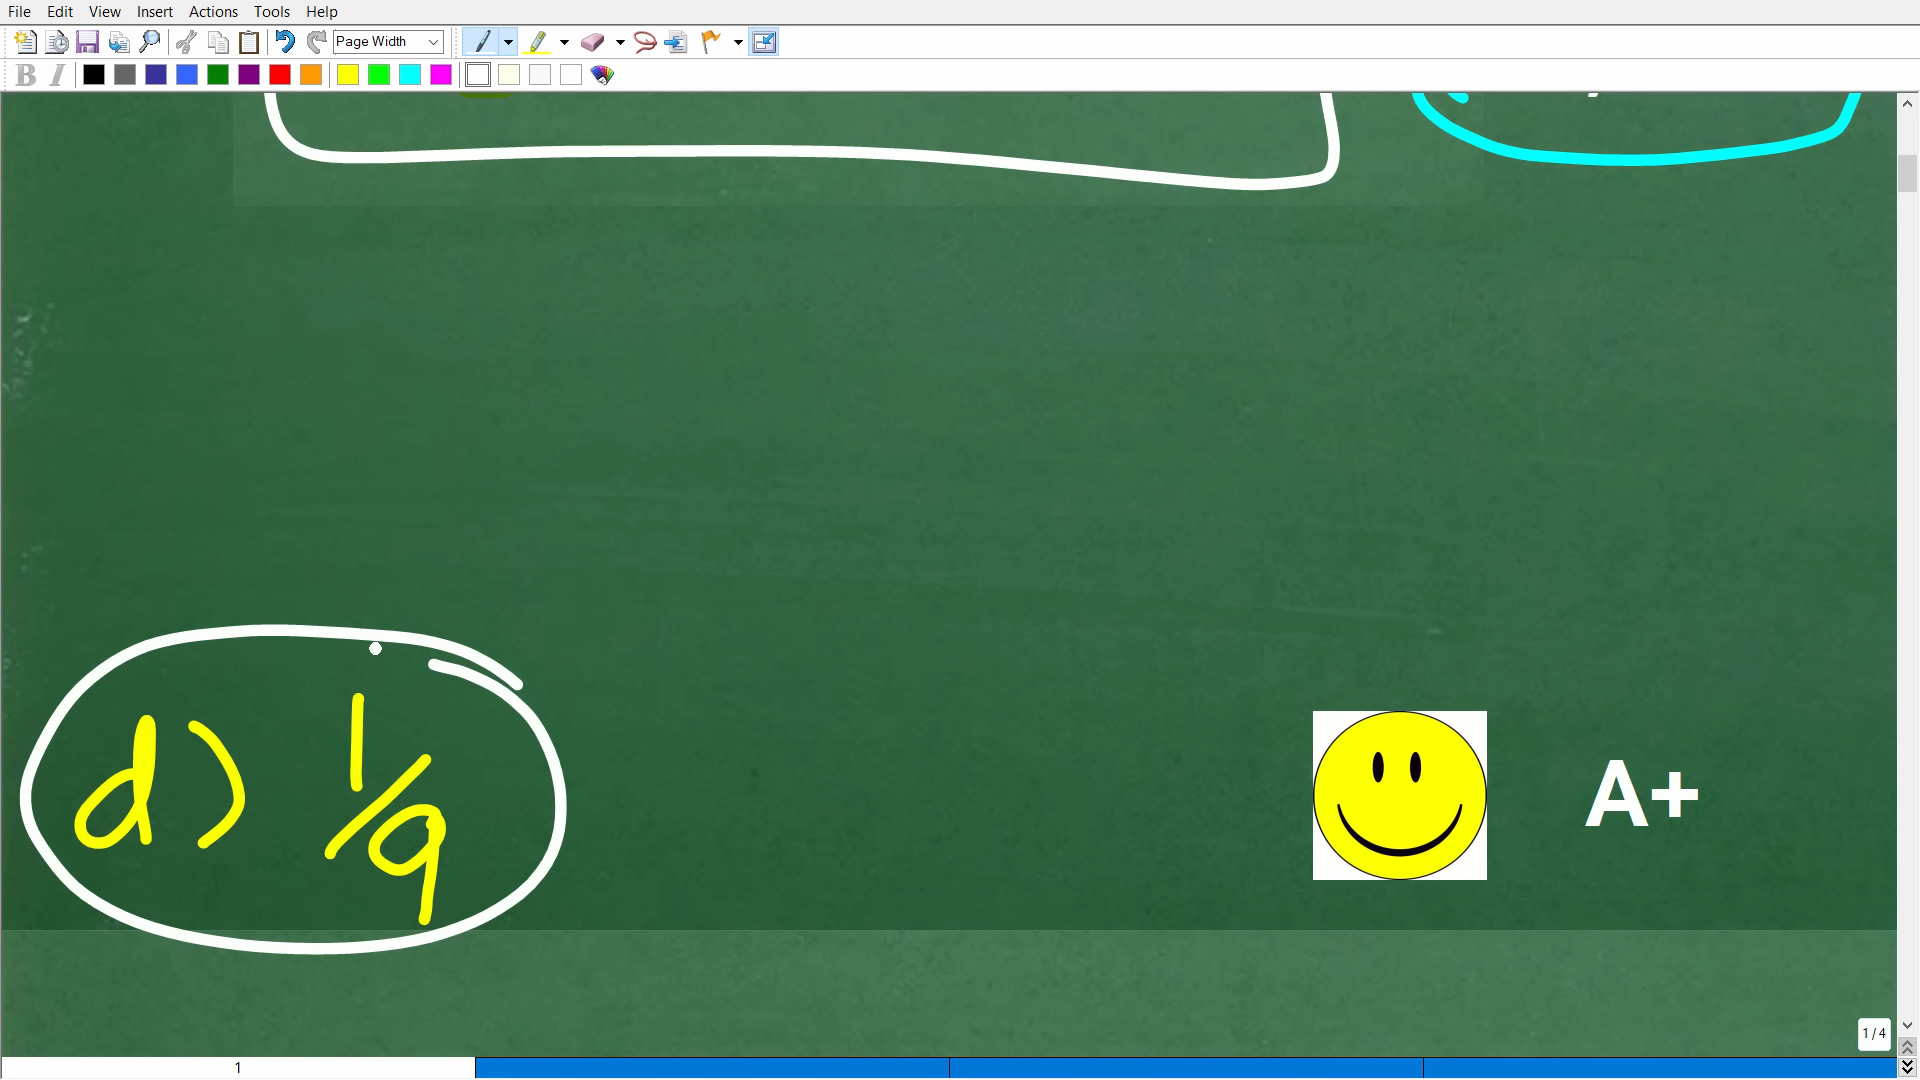 File Edit View Insert Actions Tools Help
Page Width
B I
d) 1/9
A+
1 / 4
1